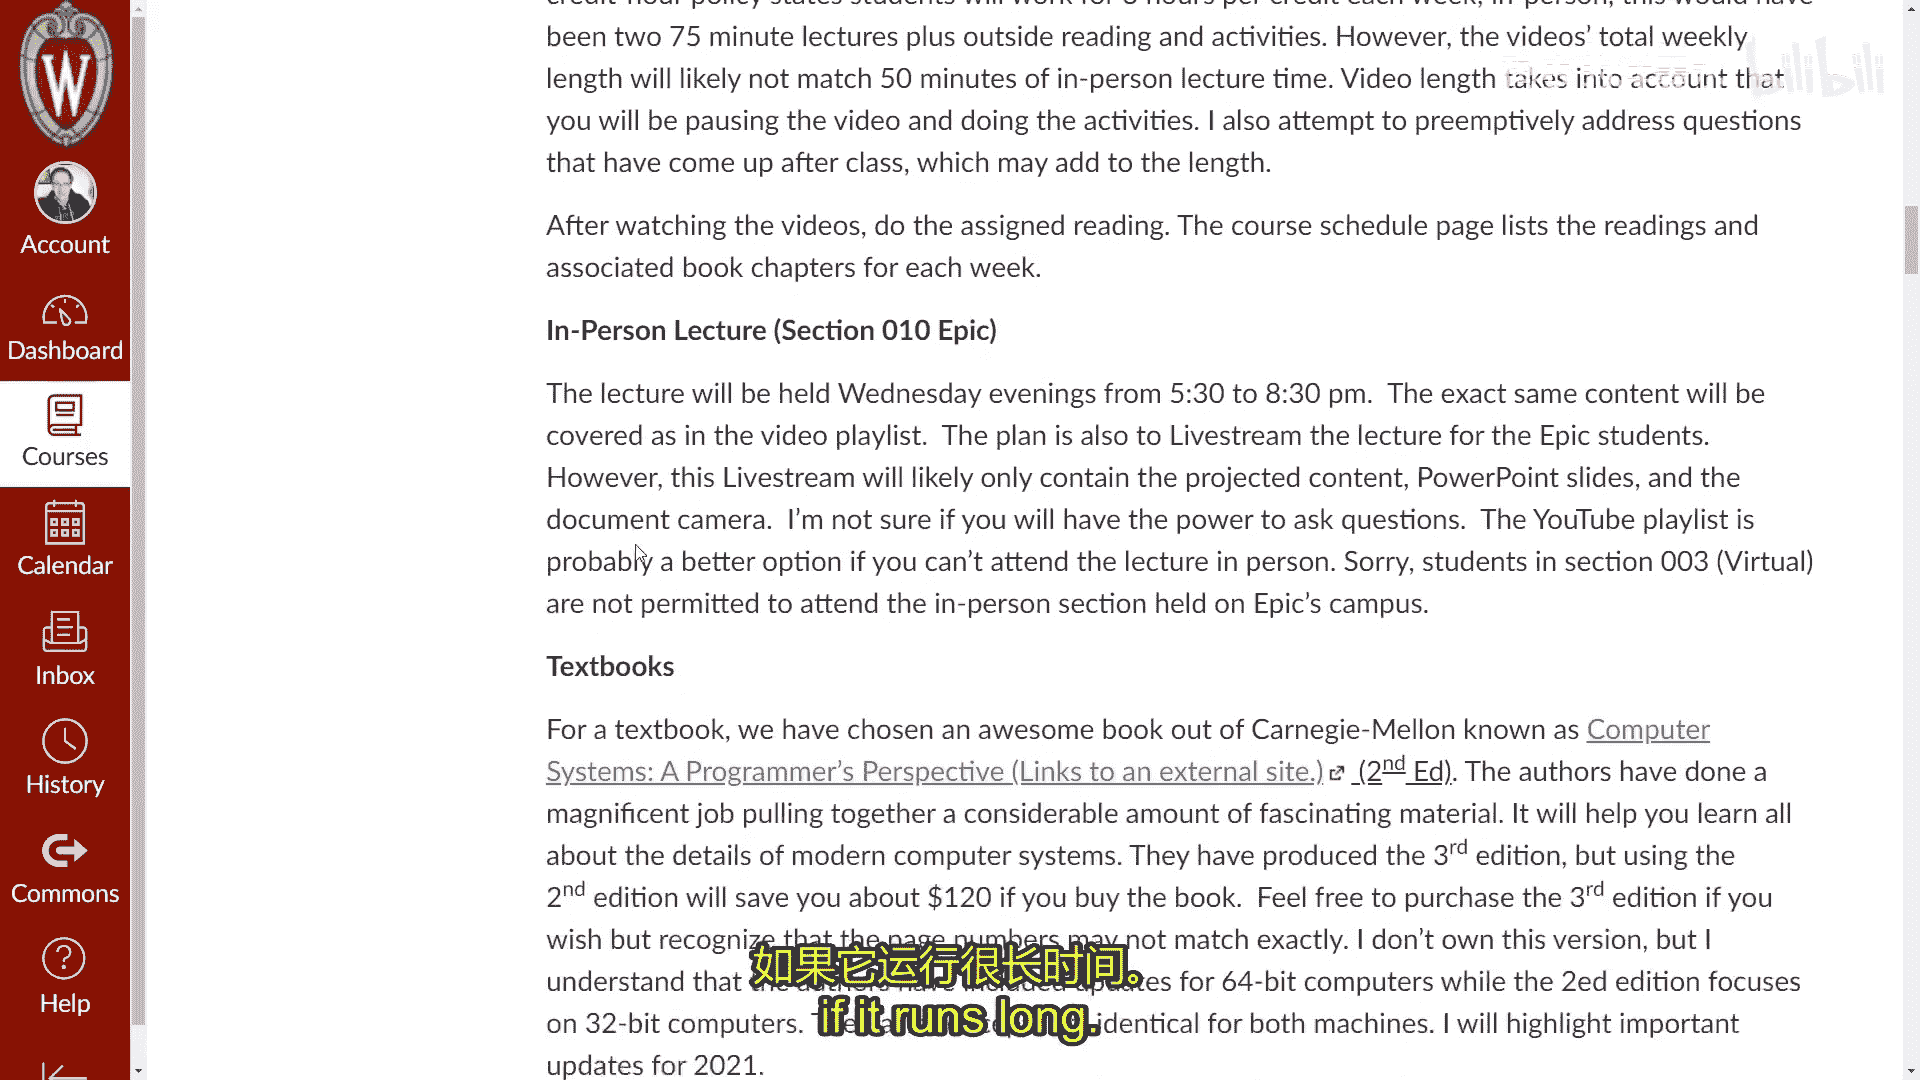 W
Account
Dashboard
Courses
Calendar
Inbox
History
Commons
Help
been two 75 minute lectures plus outside reading and activities. However, the videos' total weekly
length will likely not match 50 minutes of in-person lecture time. Video length takes into account that
you will be pausing the video and doing the activities. I also attempt to preemptively address questions
that have come up after class, which may add to the length.
After watching the videos, do the assigned reading. The course schedule page lists the readings and
associated book chapters for each week.
In-Person Lecture (Section 010 Epic)
The lecture will be held Wednesday evenings from 5:30 to 8:30 pm. The exact same content will be
covered as in the video playlist. The plan is also to Livestream the lecture for the Epic students.
However, this Livestream will likely only contain the projected content, PowerPoint slides, and the
document camera. I'm not sure if you will have the power to ask questions. The YouTube playlist is
probably a better option if you can't attend the lecture in person. Sorry, students in section 003 (Virtual)
are not permitted to attend the in-person section held on Epic's campus.
Textbooks
For a textbook, we have chosen an awesome book out of Carnegie-Mellon known as Computer
Systems: A Programmer's Perspective (Links to an external site.) (2nd Ed). The authors have done a
magnificent job pulling together a considerable amount of fascinating material. It will help you learn all
about the details of modern computer systems. They have produced the 3rd edition, but using the
2nd edition will save you about $120 if you buy the book. Feel free to purchase the 3rd edition if you
wish but recognize that the page numbers may not match exactly. I don't own this version, but I
understand that the authors have included updates for 64-bit computers while the 2ed edition focuses
on 32-bit computers. identical for both machines. I will highlight important
updates for 2021.
如果它运行很长时间。
if it runs long.
bilibili